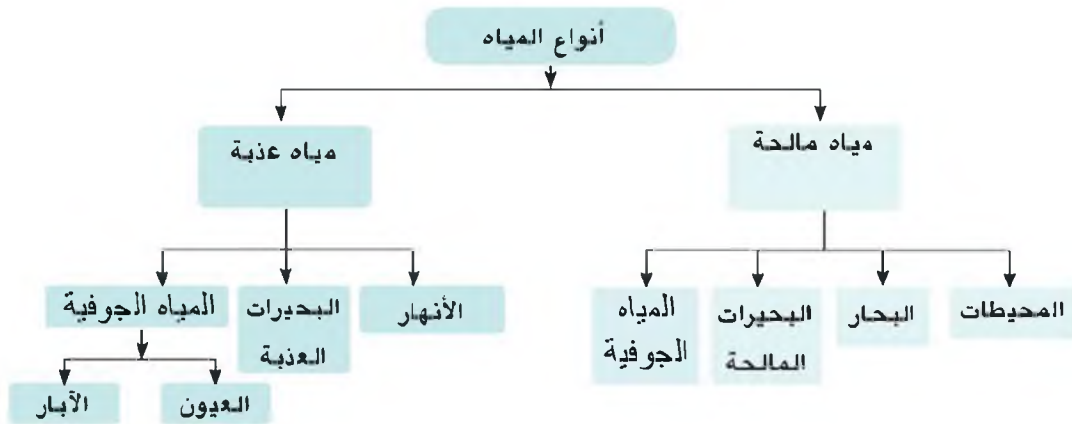 أنواع المياه
مياه مالحة
مياه عذبة
المحيطات
البحار
البحيرات
المالحة
المياه
الجوفية
الأنهار
البحيرات
العذبة
المياه الجوفية
العيون
الآبار